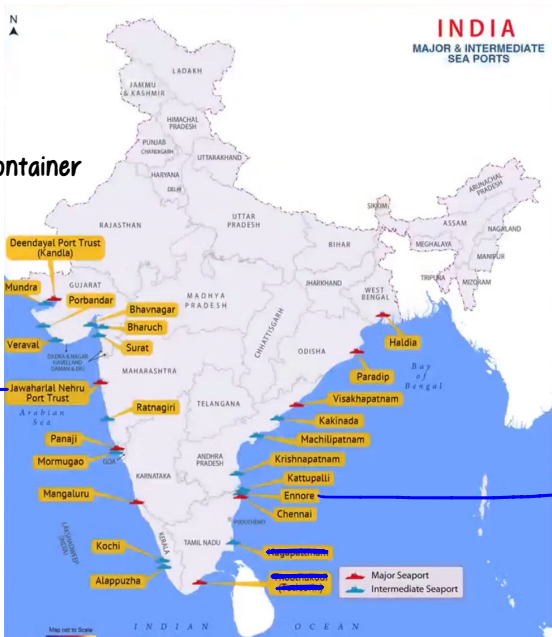 N
INDIA
MAJOR & INTERMEDIATE
SEA PORTS
LADAKH
JAMMU
& KASHMIR
HIMACHAL
PRADESH
PUNJAB
CHANDIGARH
UTTARAKHAND
HARYANA
DELHI
ontainer
ARUNACHAL
PRADESH
SIKKIM
UTTAR
PRADESH
RAJASTHAN
ASSAM
NAGALAND
BIHAR
MEGHALAYA
MANIPUR
Deendayal Port Trust
(Kandla)
TRIPURA
MIZORAM
JHARKHAND
WEST
BENGAL
GUJARAT
Mundra
Porbandar
MADHYA
PRADESH
Bhavnagar
Bharuch
CHHATTISGARH
Veraval
Surat
Haldia
DADRA & NAGAR
HAVELI AND
DAMAN & DIU
ODISHA
MAHARASHTRA
Paradip
Bay
of
Bengal
Jawaharlal Nehru
Port Trust
Visakhapatnam
Arabian
Sea
Ratnagiri
TELANGANA
Kakinada
Machilipatnam
Panaji
Mormugao
GOA
ANDHRA
PRADESH
Krishnapatnam
KARNATAKA
Kattupalli
Mangaluru
Ennore
Chennai
PUDUCHERRY
LAKSHADWEEP
(INDIA)
Kochi
KERALA
TAMIL NADU
Alappuzha
Major Seaport
Intermediate Seaport
Map not to Scale
INDIAN OCEAN